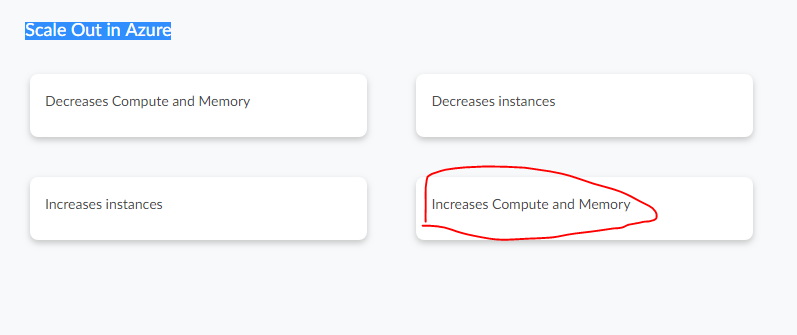 Scale Out in Azure
Decreases Compute and Memory
Decreases instances
Increases instances
Increases Compute and Memory